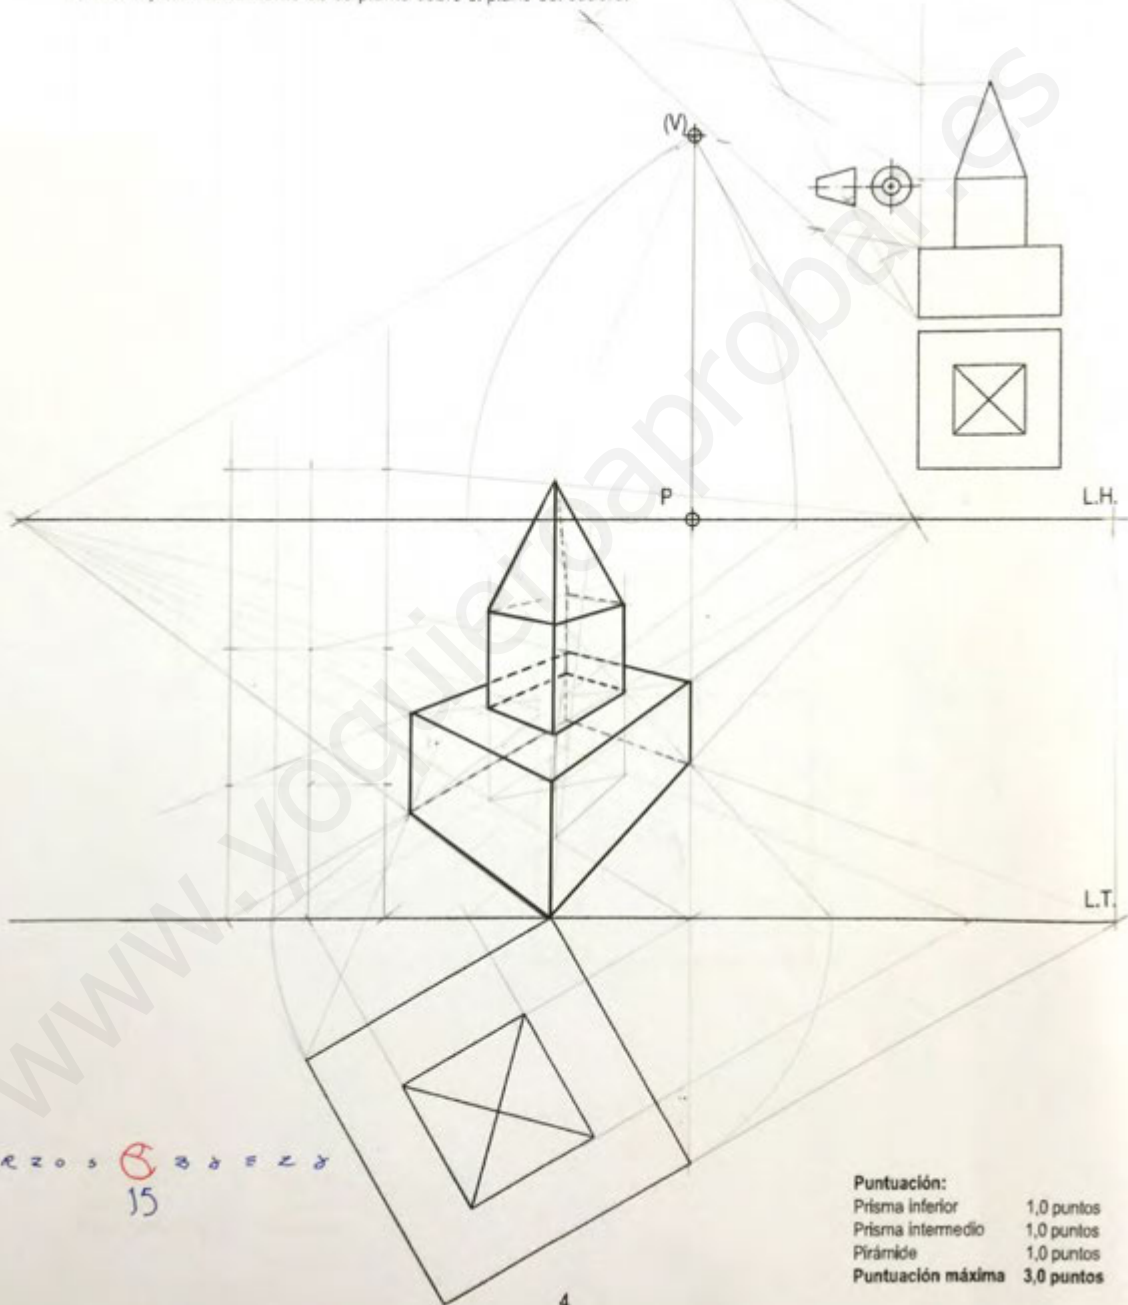 (V)
P
L.H.
L.T.
15
Puntuación:
Prisma inferior 1,0 puntos
Prisma intermedio 1,0 puntos
Pirámide 1,0 puntos
Puntuación máxima 3,0 puntos
4
www.yoquieroaprobar.es